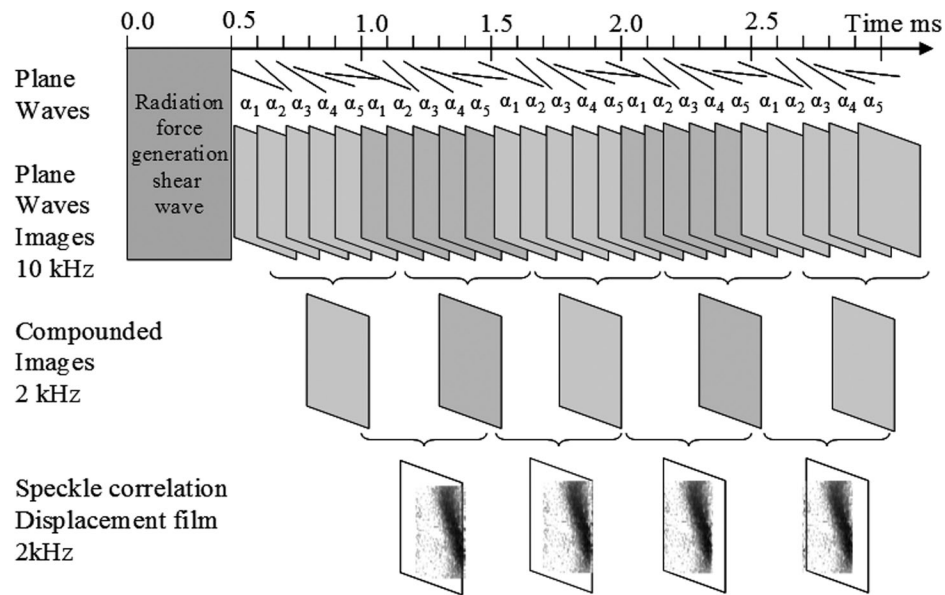 0.0 0.5 1.0 1.5 2.0 2.5 Time ms
Plane
Waves
α1 α2 α3 α4 α5 α1 α2 α3 α4 α5 α1 α2 α3 α4 α5 α1 α2 α3 α4 α5 α1 α2 α3 α4 α5
Radiation
force
generation
shear
wave
Plane
Waves
Images
10 kHz
Compounded
Images
2 kHz
Speckle correlation
Displacement film
2kHz